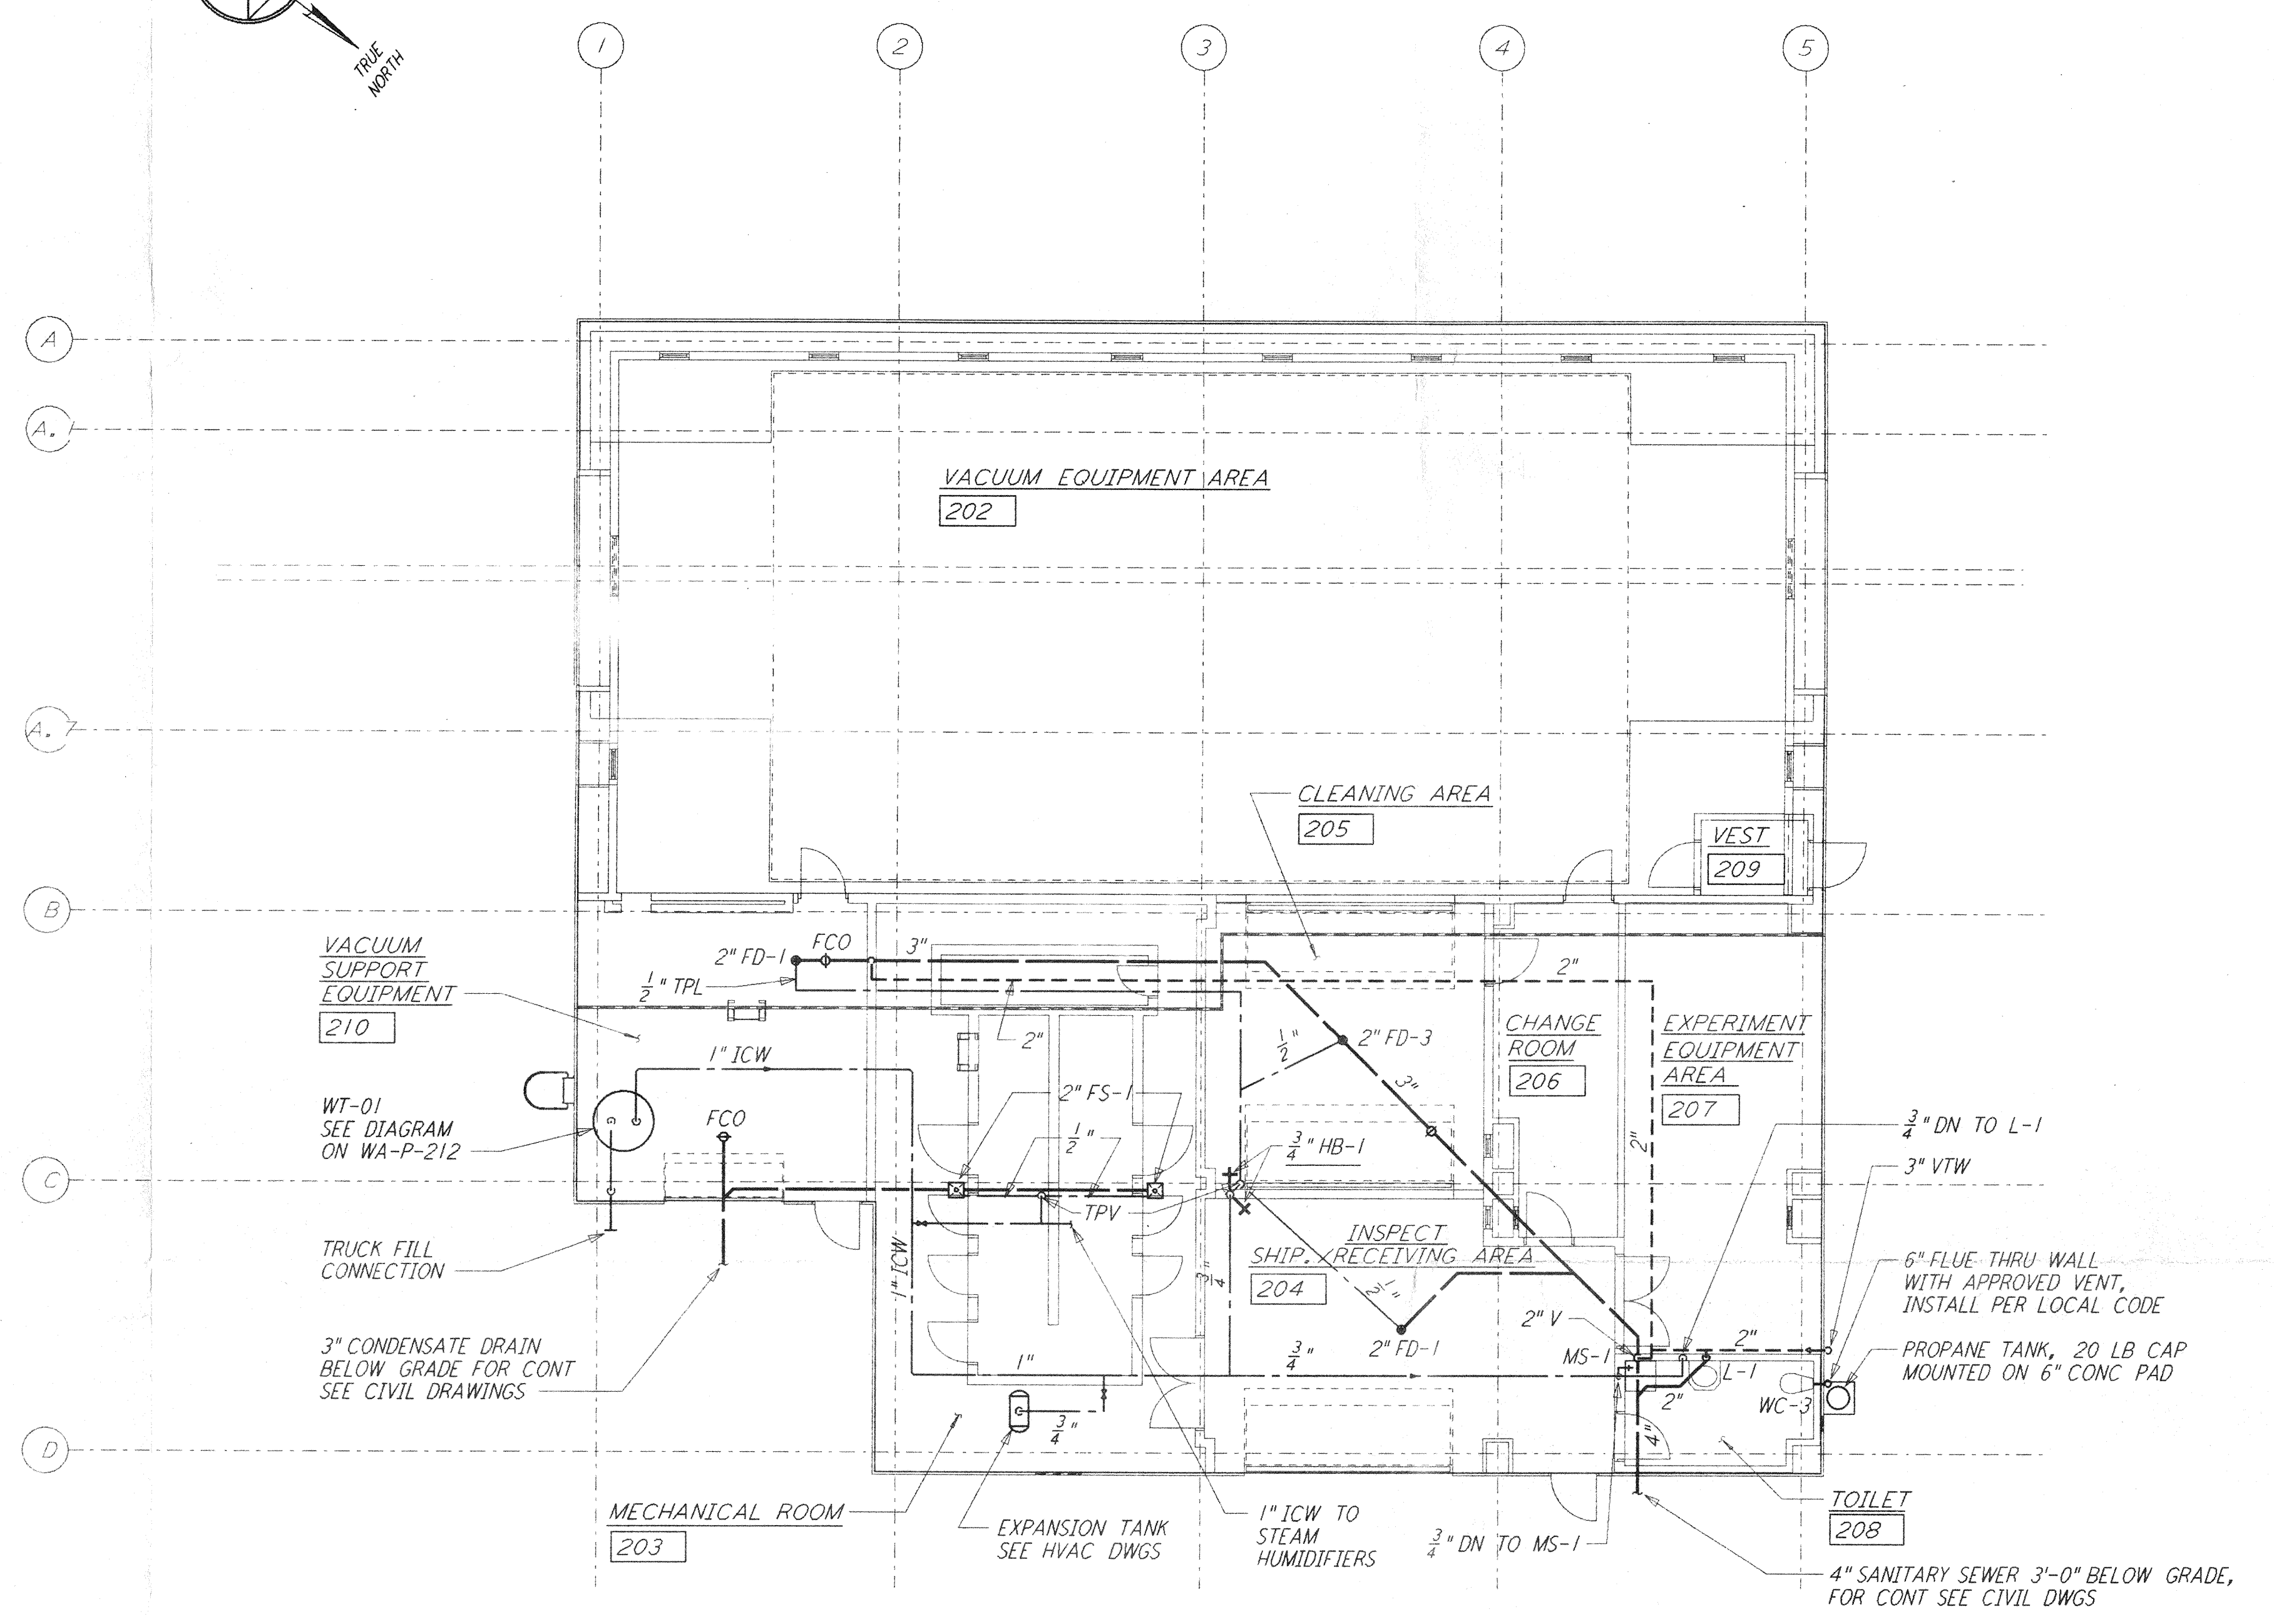 TRUE
NORTH
1
2
3
4
5
A
A.
A.7
B
C
D
VACUUM EQUIPMENT AREA
202
CLEANING AREA
205
VEST
209
VACUUM
SUPPORT
EQUIPMENT
210
2" FD-1
FCO
3"
1/2" TPL
2"
2"
1/2"
2" FD-3
3"
CHANGE
ROOM
206
EXPERIMENT
EQUIPMENT
AREA
207
2"
1" ICW
WT-01
SEE DIAGRAM
ON WA-P-212
FCO
2" FS-1
1/2"
3/4" HB-1
TPV
3/4" DN TO L-1
3" VTW
TRUCK FILL
CONNECTION
1" ICW
3/4"
INSPECT
SHIP./RECEIVING AREA
204
1/2"
2" FD-1
2" V
MS-1
2"
L-1
2"
WC-3
4"
6" FLUE THRU WALL
WITH APPROVED VENT,
INSTALL PER LOCAL CODE
PROPANE TANK, 20 LB CAP
MOUNTED ON 6" CONC PAD
3" CONDENSATE DRAIN
BELOW GRADE FOR CONT
SEE CIVIL DRAWINGS
1"
3/4"
3/4"
MECHANICAL ROOM
203
EXPANSION TANK
SEE HVAC DWGS
1" ICW TO
STEAM
HUMIDIFIERS
3/4" DN TO MS-1
TOILET
208
4" SANITARY SEWER 3'-0" BELOW GRADE,
FOR CONT SEE CIVIL DWGS